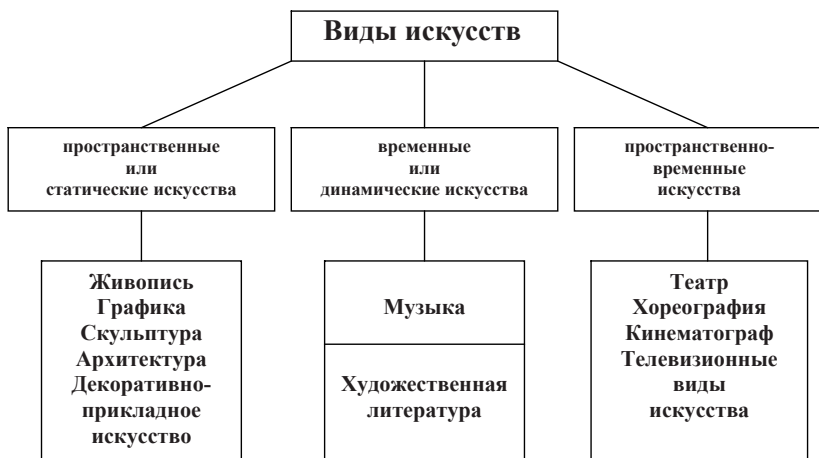 Виды искусств
пространственные
или
статические искусства
временные
или
динамические искусства
пространственно-
временные
искусства
Живопись
Графика
Скульптура
Архитектура
Декоративно-
прикладное
искусство
Музыка
Художественная
литература
Театр
Хореография
Кинематограф
Телевизионные
виды
искусства